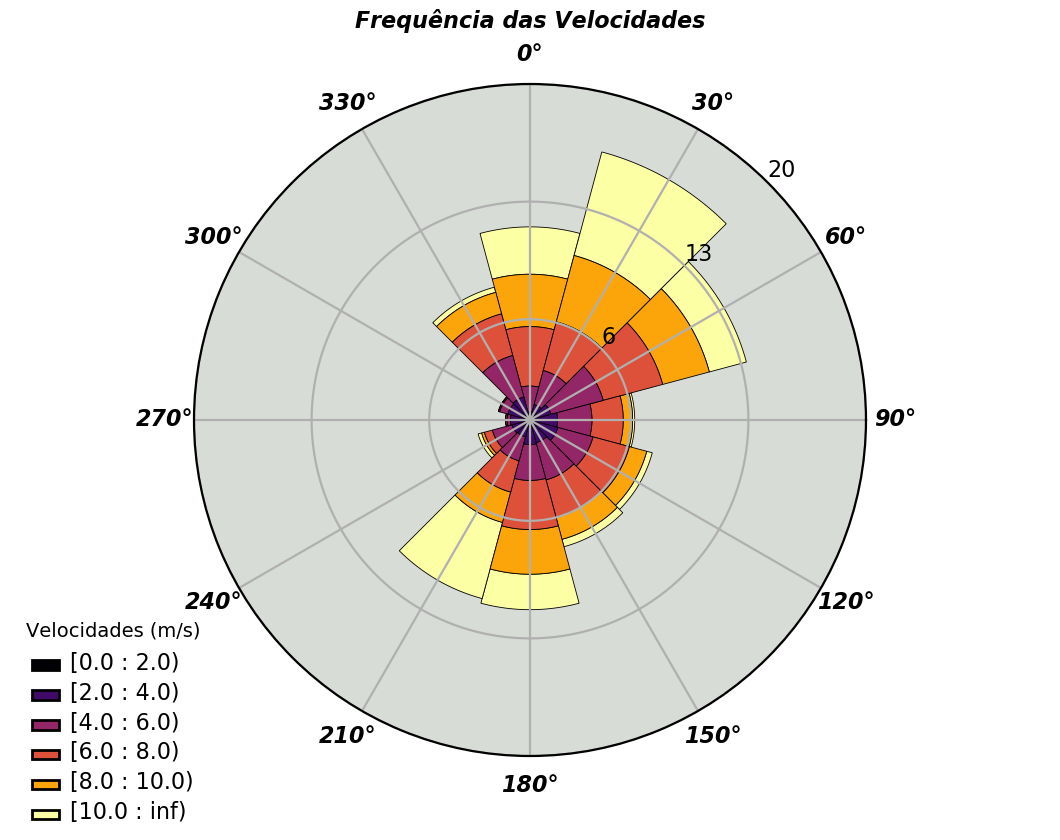 Frequência das Velocidades
0°
330°
30°
20
300°
60°
13
6
270°
90°
240°
120°
210°
150°
180°
Velocidades (m/s)
[0.0 : 2.0)
[2.0 : 4.0)
[4.0 : 6.0)
[6.0 : 8.0)
[8.0 : 10.0)
[10.0 : inf)